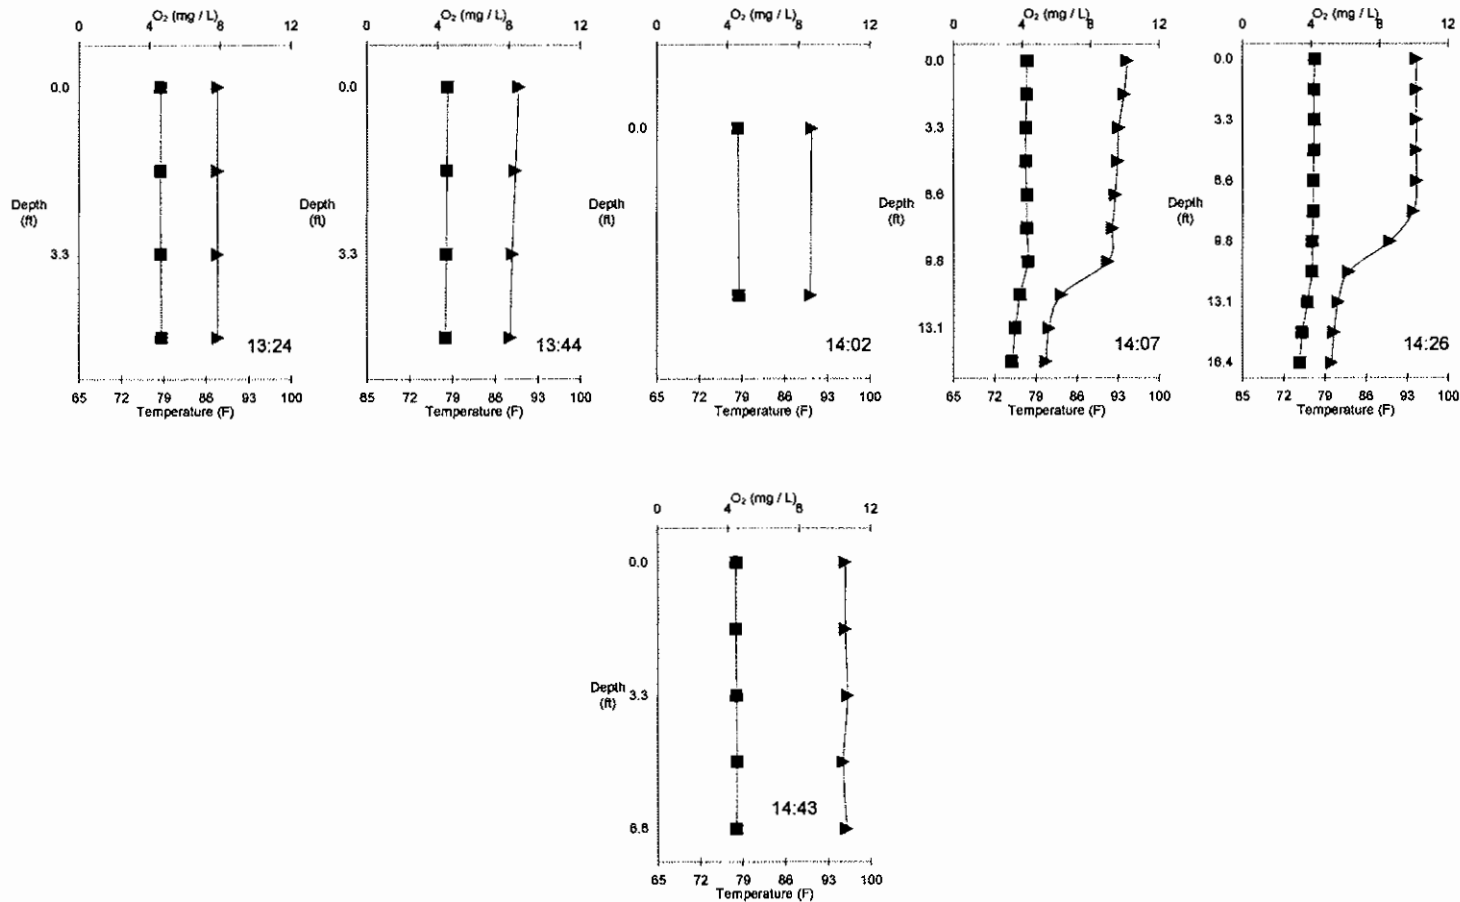 O₂ (mg / L)
0 4 8 12
0.0
Depth
(ft)
3.3
13:24
65 72 79 86 93 100
Temperature (F)
O₂ (mg / L)
0 4 8 12
0.0
Depth
(ft)
3.3
13:44
65 72 79 86 93 100
Temperature (F)
O₂ (mg / L)
0 4 8 12
0.0
Depth
(ft)
14:02
65 72 79 86 93 100
Temperature (F)
O₂ (mg / L)
0 4 8 12
0.0
3.3
Depth
(ft)
6.6
9.8
13.1
14:07
65 72 79 86 93 100
Temperature (F)
O₂ (mg / L)
0 4 8 12
0.0
3.3
Depth
(ft)
6.6
9.8
13.1
14:26
16.4
65 72 79 86 93 100
Temperature (F)
O₂ (mg / L)
0 4 8 12
0.0
Depth
(ft)
3.3
14:43
6.6
65 72 79 86 93 100
Temperature (F)